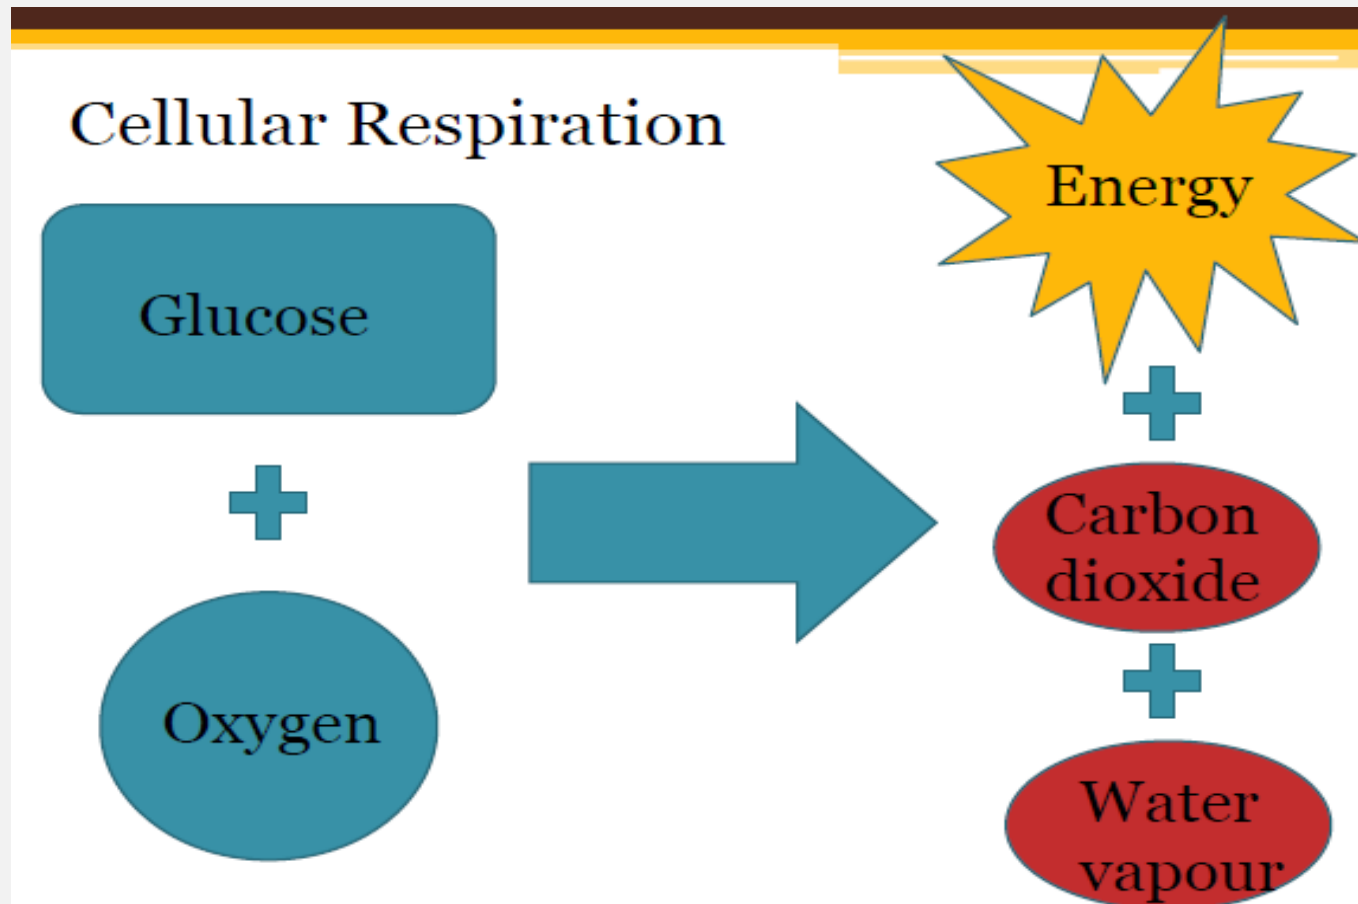 Cellular Respiration
Glucose
Oxygen
Energy
Carbon
dioxide
Water
vapour